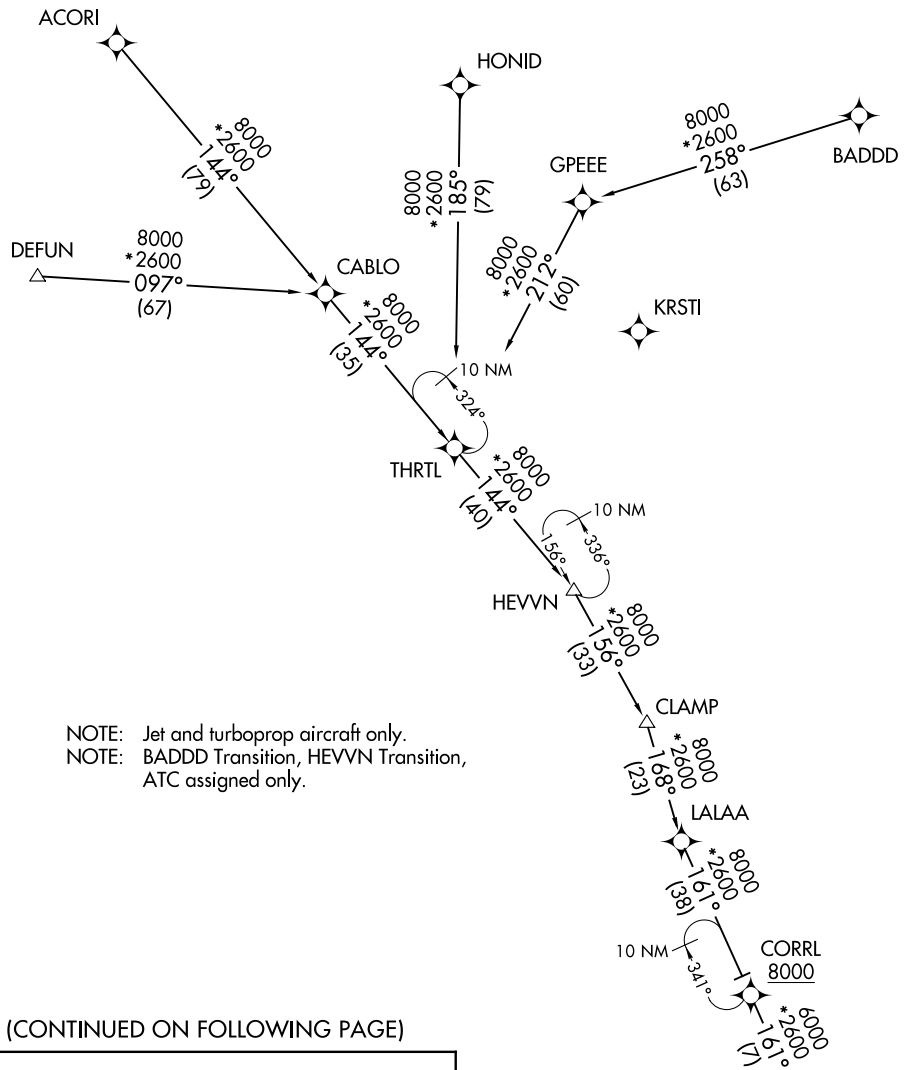 ACORI
HONID
BADDD
8000
*2600
258°
(63)
GPEEE
8000
*2600
144°
(79)
8000
*2600
185°
(79)
DEFUN
8000
*2600
097°
(67)
CABLO
8000
*2600
212°
(60)
KRSTI
8000
*2600
144°
(35)
10 NM
324°
THRTL
8000
*2600
144°
(40)
10 NM
156°
336°
HEVVN
8000
*2600
156°
(33)
CLAMP
NOTE: Jet and turboprop aircraft only.
NOTE: BADDD Transition, HEVVN Transition,
ATC assigned only.
8000
*2600
168°
(23)
LALAA
8000
*2600
161°
(38)
10 NM
341°
CORRL
8000
6000
*2600
161°
(7)
(CONTINUED ON FOLLOWING PAGE)